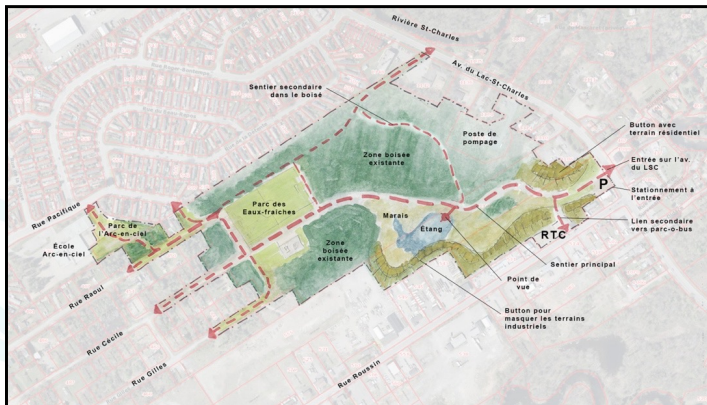 Rivière St-Charles
Av. du Lac-St-Charles
Sentier secondaire
dans le boisé
Poste de
pompage
Button avec
terrain résidentiel
Zone boisée
existante
Entrée sur l'av.
du LSC
P
Stationnement à
l'entrée
Parc des
Eaux-fraîches
Rue Pacifique
Parc de
l'Arc-en-ciel
Marais
Étang
Lien secondaire
vers parc-o-bus
RTC
École
Arc-en-ciel
Zone
boisée
existante
Sentier principal
Point de
vue
Rue Raoul
Button pour
masquer les terrains
industriels
Rue Cécile
Rue Gilles
Rue Roussin